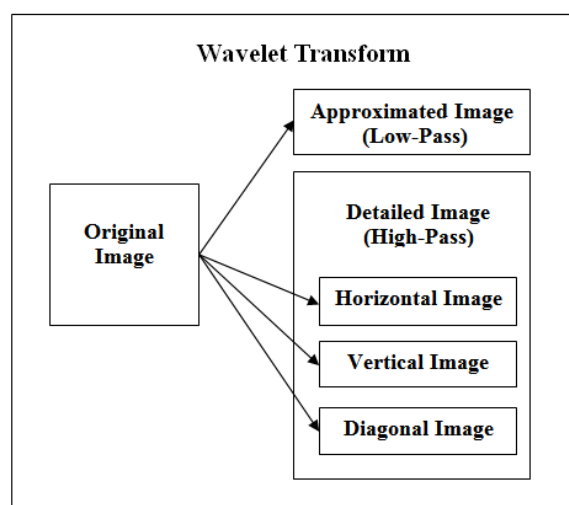 Wavelet Transform
Approximated Image
(Low-Pass)
Original
Image
Detailed Image
(High-Pass)
Horizontal Image
Vertical Image
Diagonal Image